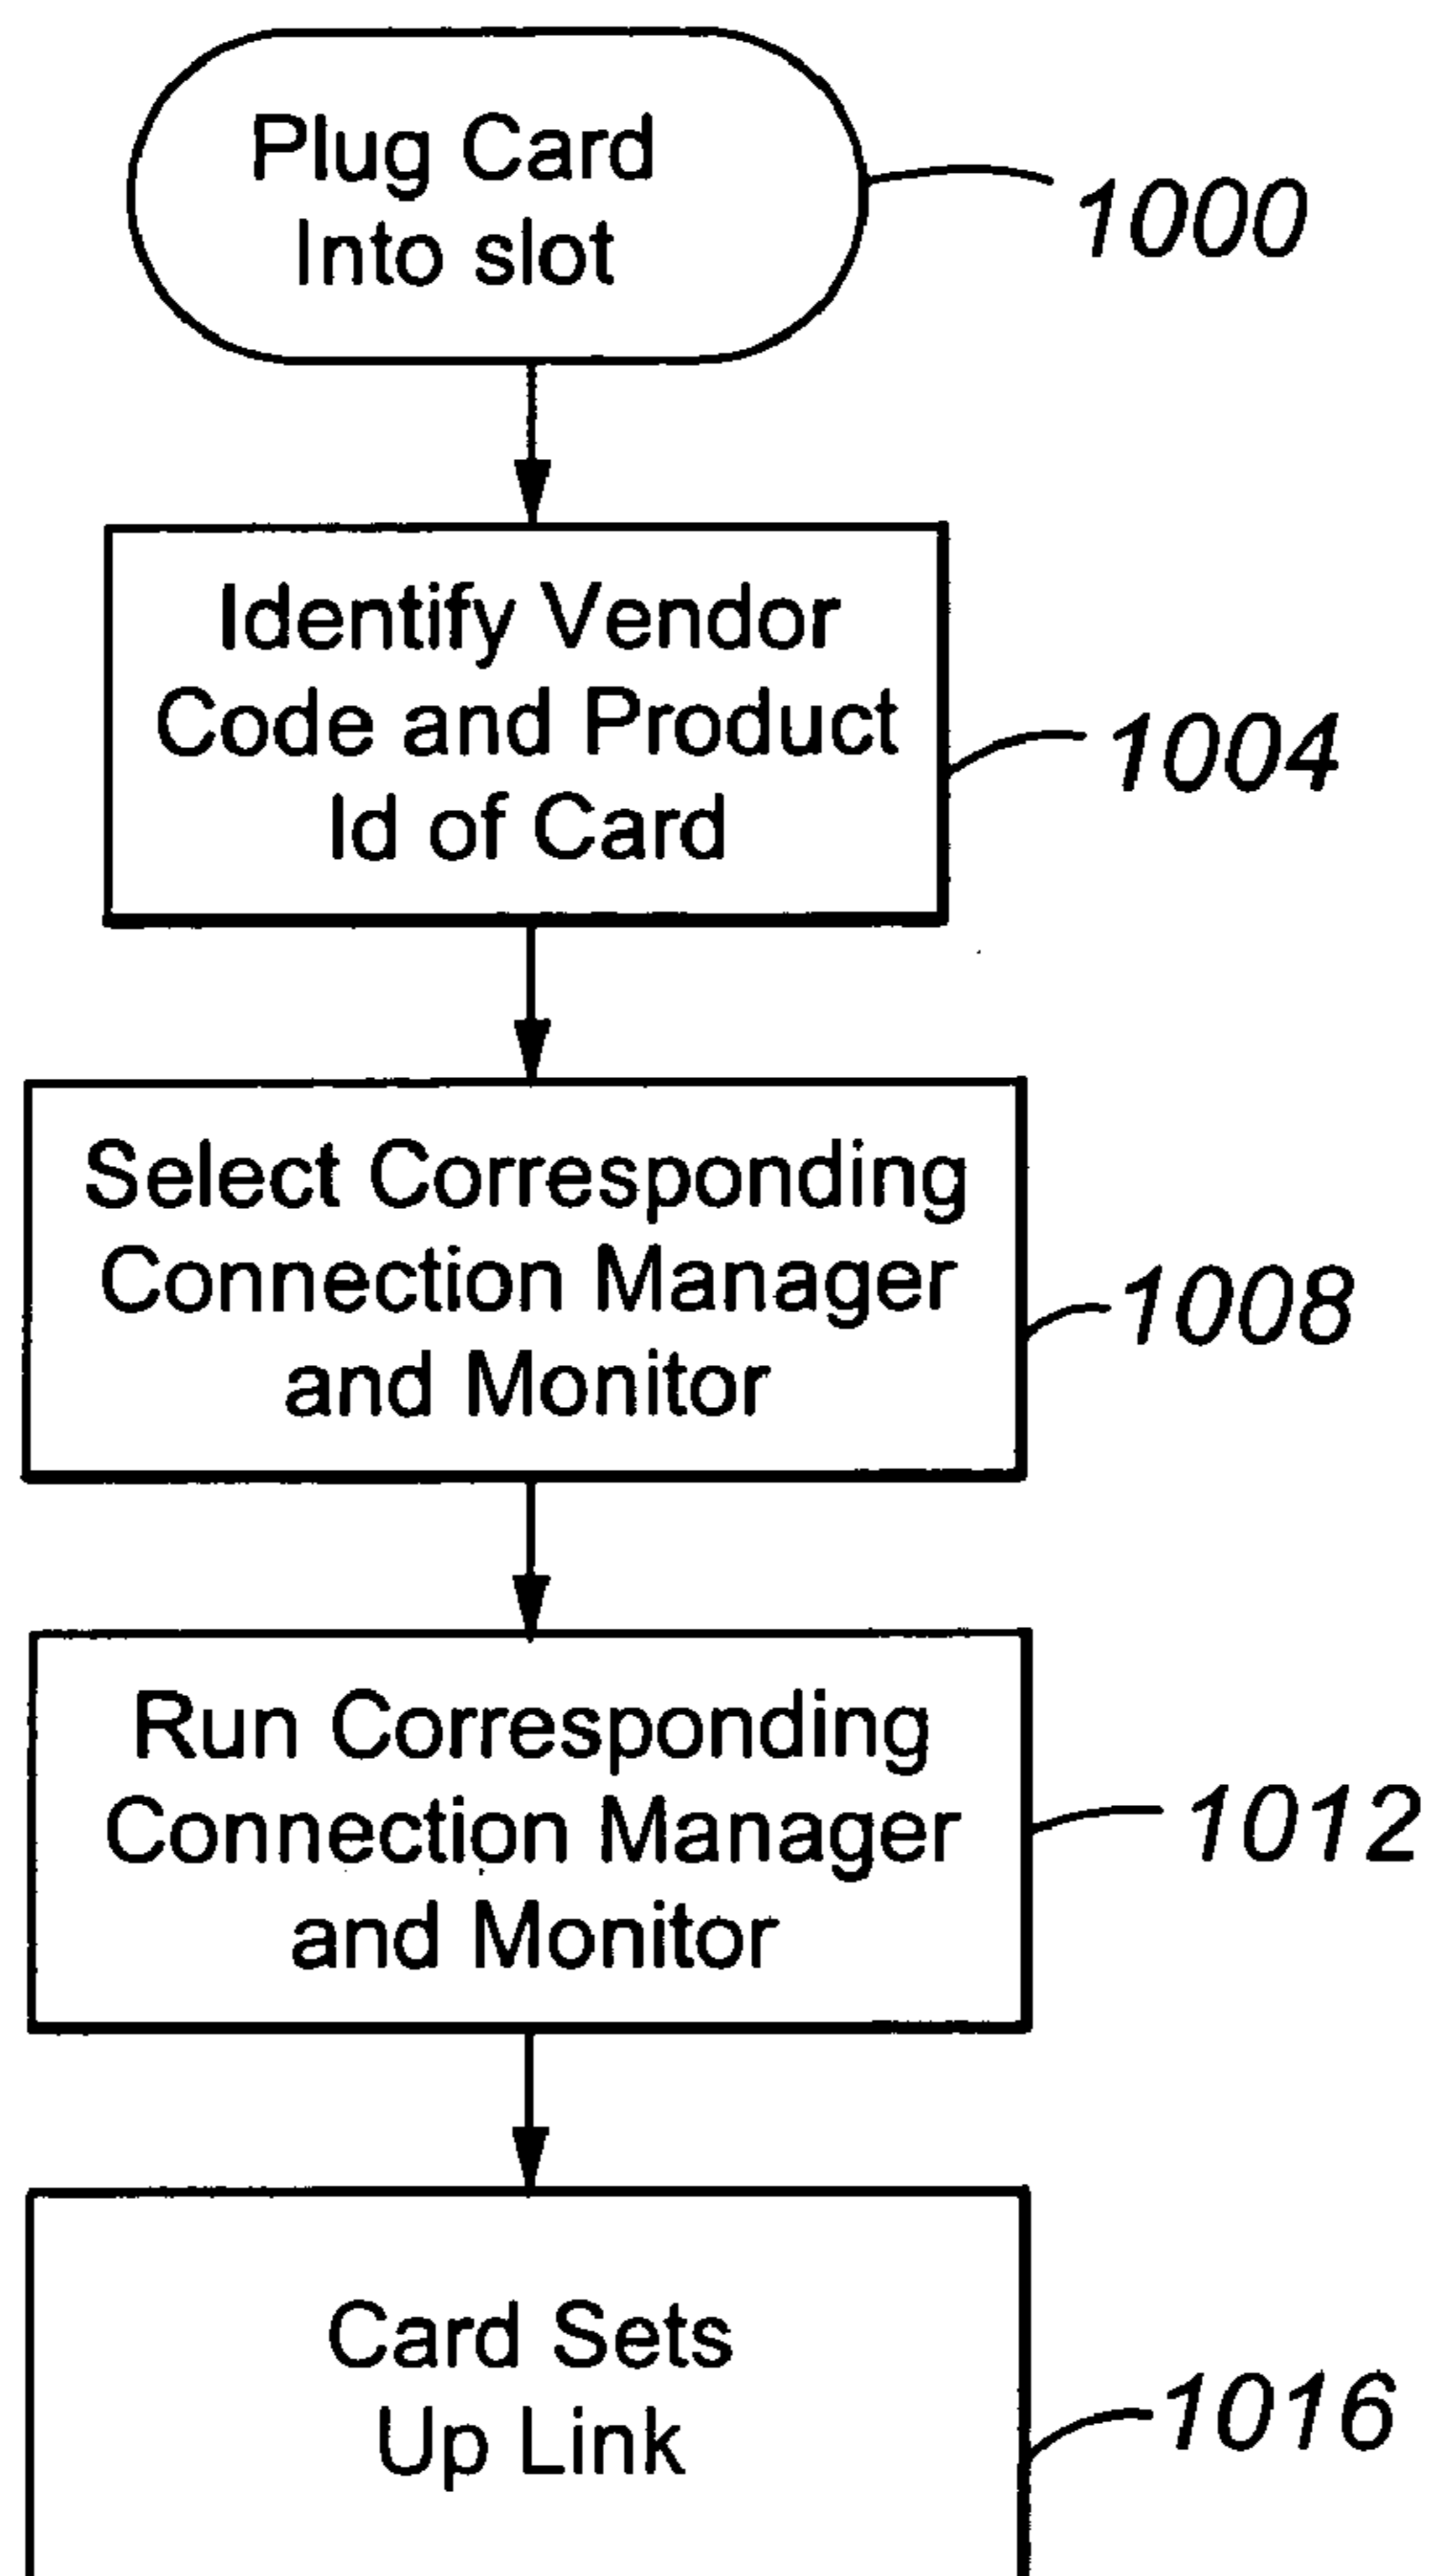 Plug Card
Into slot
1000
Identify Vendor
Code and Product
Id of Card
1004
Select Corresponding
Connection Manager
and Monitor
1008
Run Corresponding
Connection Manager
and Monitor
1012
Card Sets
Up Link
1016